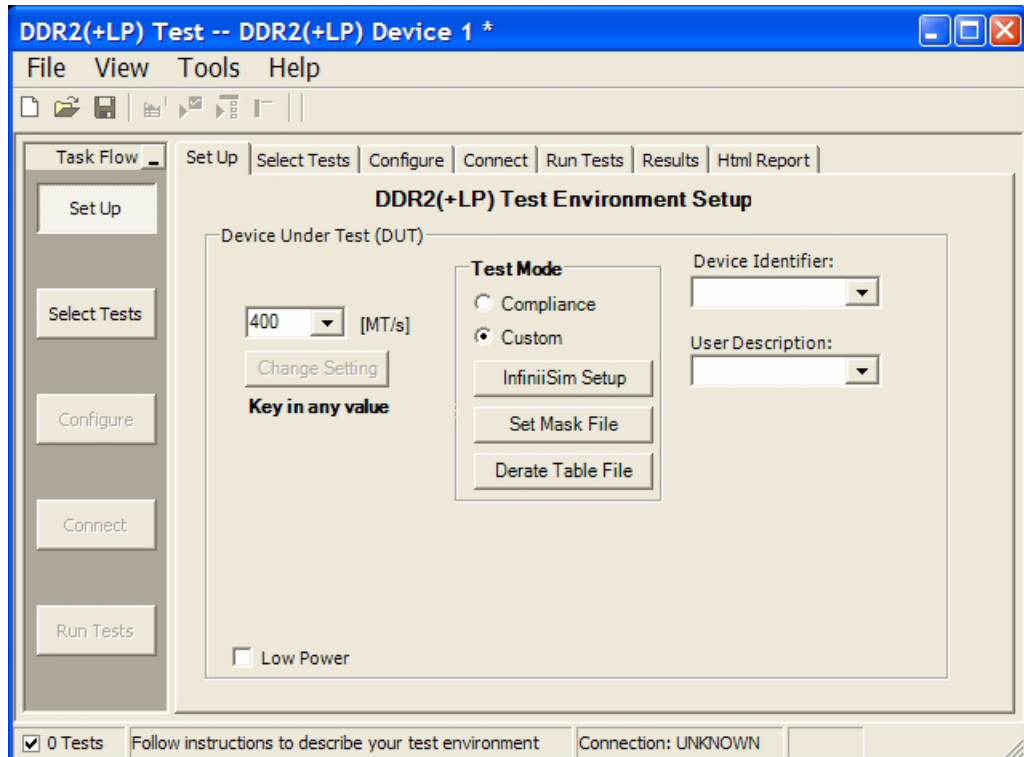 DDR2(+LP) Test -- DDR2(+LP) Device 1 *
File View Tools Help
Task Flow
Set Up
Select Tests
Configure
Connect
Run Tests
Set Up Select Tests Configure Connect Run Tests Results Html Report
DDR2(+LP) Test Environment Setup
Device Under Test (DUT)
400 [MT/s]
Change Setting
Key in any value
Test Mode
Compliance
Custom
InfiniiSim Setup
Set Mask File
Derate Table File
Device Identifier:
User Description:
Low Power
0 Tests Follow instructions to describe your test environment Connection: UNKNOWN